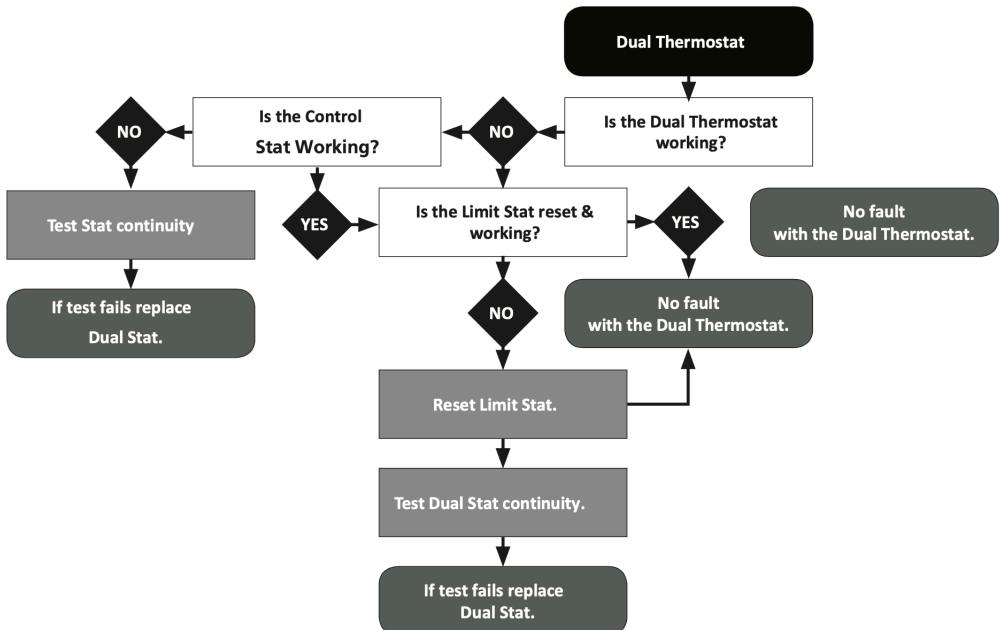 Dual Thermostat
Is the Dual Thermostat
working?
NO
Is the Control
Stat Working?
NO
Test Stat continuity
If test fails replace
Dual Stat.
YES
Is the Limit Stat reset &
working?
YES
No fault
with the Dual Thermostat.
No fault
with the Dual Thermostat.
NO
Reset Limit Stat.
Test Dual Stat continuity.
If test fails replace
Dual Stat.